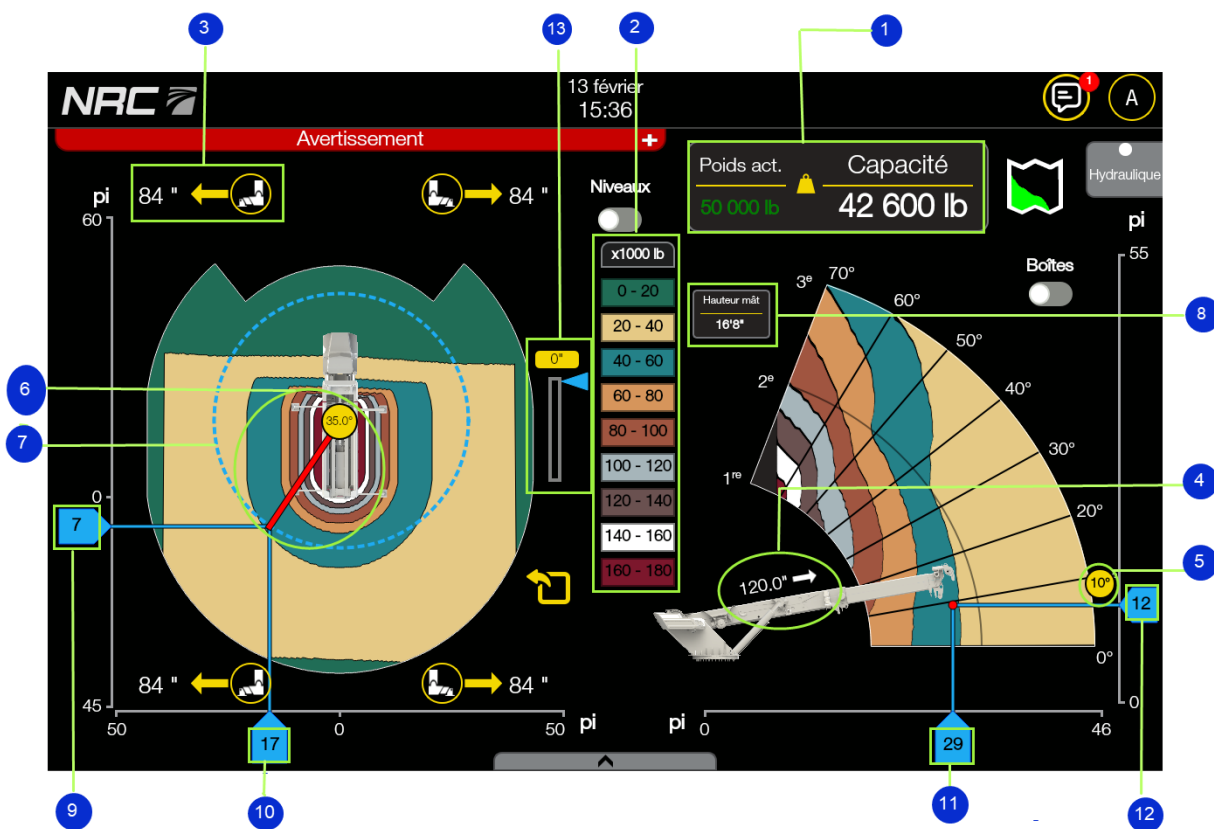 3
13
2
1
NRC
13 février
15:36
1
A
Avertissement
+
84 "
84 "
Niveaux
Poids act.
Capacité
50 000 lb
42 600 lb
Hydraulique
pi
60
pi
55
x1000 lb
0 - 20
20 - 40
40 - 60
60 - 80
80 - 100
100 - 120
120 - 140
140 - 160
160 - 180
Boîtes
Hauteur mât
16'8"
8
3e
70°
60°
50°
40°
30°
20°
10°
0°
2e
1re
0"
6
7
35.0°
4
5
0
7
120.0"
12
0
84 "
84 "
45
50
0
50
pi
pi
0
46
17
29
9
10
11
12